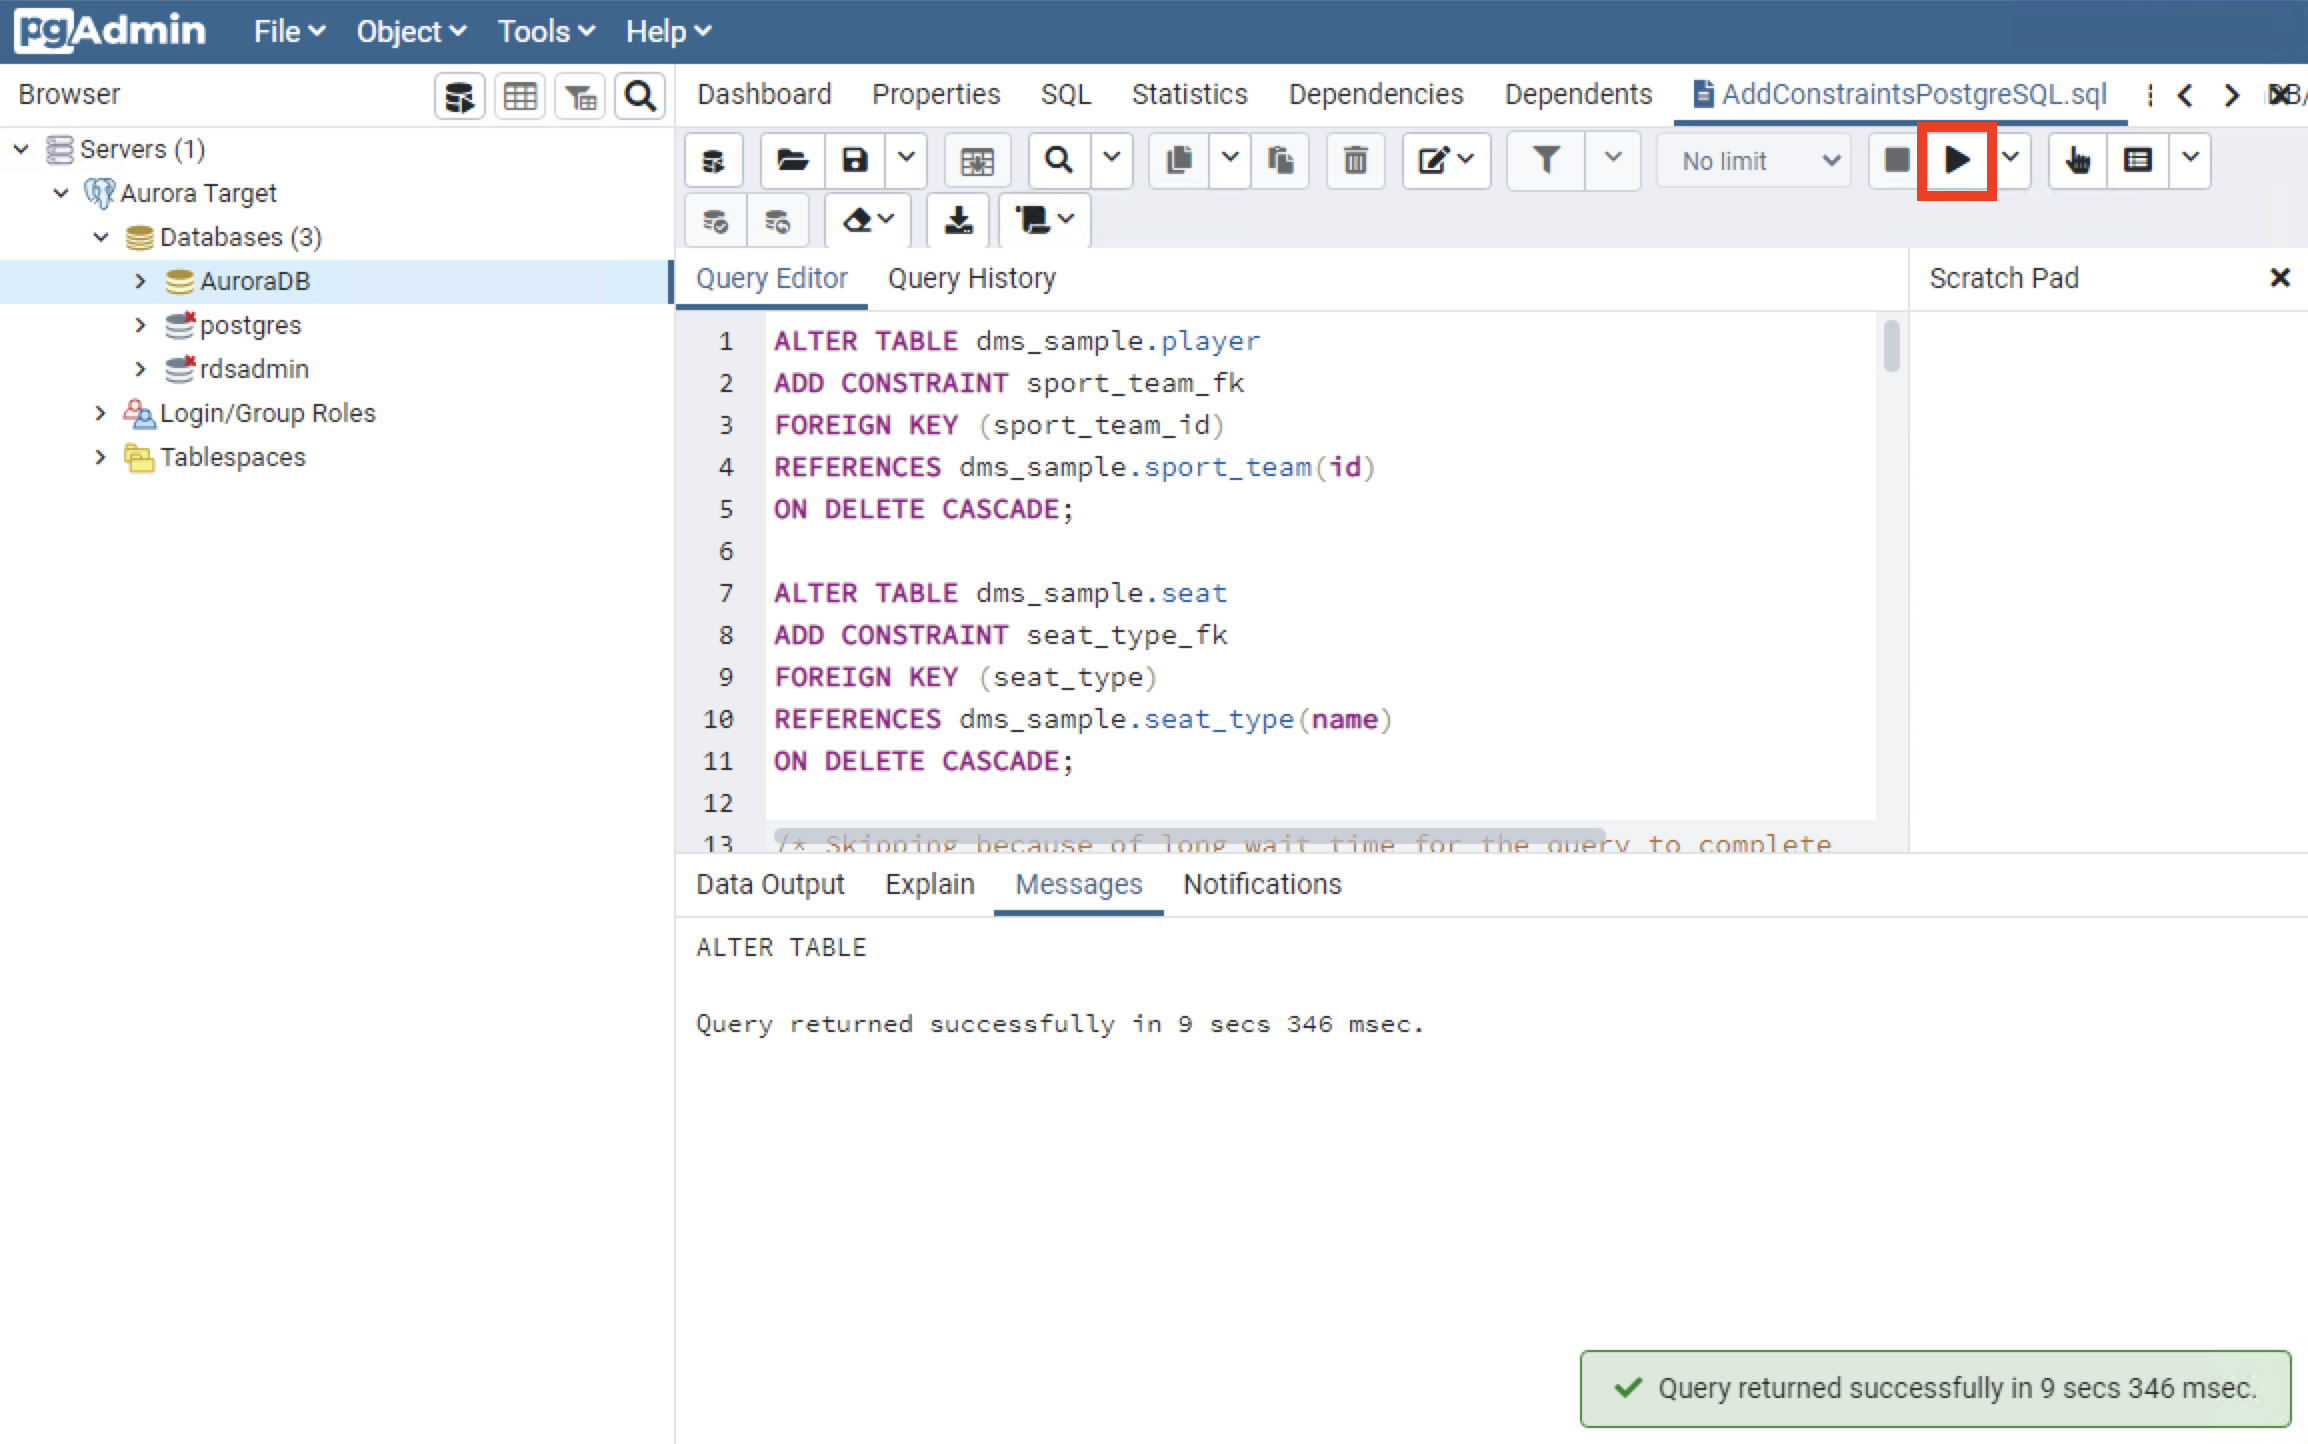 pgAdmin File Object Tools Help
Browser
Servers (1)
Aurora Target
Databases (3)
AuroraDB
postgres
rdsadmin
Login/Group Roles
Tablespaces
Dashboard Properties SQL Statistics Dependencies Dependents AddConstraintsPostgreSQL.sql
No limit
Query Editor Query History
Scratch Pad
1 ALTER TABLE dms_sample.player
2 ADD CONSTRAINT sport_team_fk
3 FOREIGN KEY (sport_team_id)
4 REFERENCES dms_sample.sport_team(id)
5 ON DELETE CASCADE;
6
7 ALTER TABLE dms_sample.seat
8 ADD CONSTRAINT seat_type_fk
9 FOREIGN KEY (seat_type)
10 REFERENCES dms_sample.seat_type(name)
11 ON DELETE CASCADE;
12
13 /* Skipping because of long wait time for the query to complete
Data Output Explain Messages Notifications
ALTER TABLE
Query returned successfully in 9 secs 346 msec.
Query returned successfully in 9 secs 346 msec.